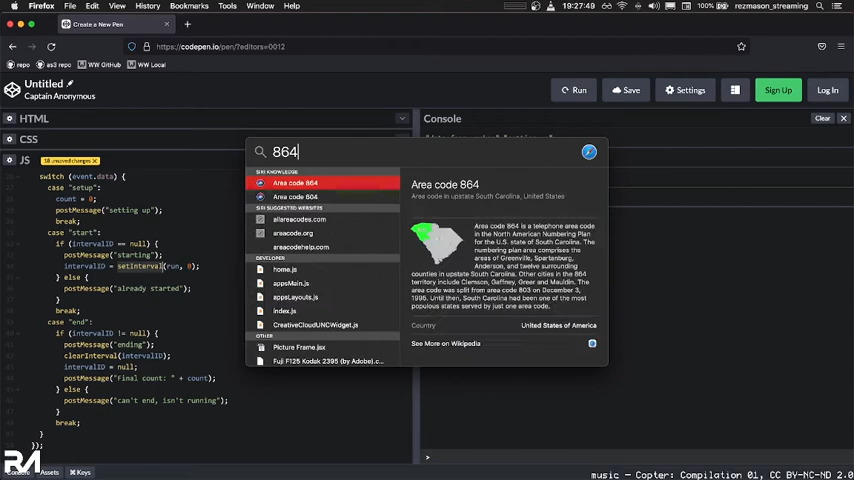 Firefox File Edit View History Bookmarks Tools Window Help 100% 19:27:49 rezmason_streaming
Create a New Pen
https://codepen.io/pen/?editors=0012
repo as3 repo WW GitHub WW Local
Untitled
Captain Anonymous
Run Save Settings Sign Up Log In
HTML
CSS
JS 18 unsaved changes ×
Console Clear
switch (event.data) {
case "setup":
count = 0;
postMessage("setting up");
break;
case "start":
if (intervalID == null) {
postMessage("starting");
intervalID = setInterval(run, 0);
} else {
postMessage("already started");
}
break;
case "end":
if (intervalID != null) {
postMessage("ending");
clearInterval(intervalID);
intervalID = null;
postMessage("Final count: " + count);
} else {
postMessage("can't end, isn't running");
}
break;
}
});
864
SIRI KNOWLEDGE
Area code 864
Area code 604
SIRI SUGGESTED WEBSITES
allareacodes.com
areacode.org
areacodehelp.com
DEVELOPER
home.js
appsMain.js
appsLayouts.js
index.js
CreativeCloudUNCWidget.js
OTHER
Picture Frame.jsx
Fuji F125 Kodak 2395 (by Adobe).c...
Area code 864
Area code in upstate South Carolina, United States
Area code 864 is a telephone area code
in the North American Numbering Plan
for the U.S. state of South Carolina. The
numbering plan area comprises the
areas of Greenville, Spartanburg,
Anderson, and twelve surrounding
counties in upstate South Carolina. Other cities in the 864
territory include Clemson, Gaffney, Greer and Mauldin. The
area code was split from area code 803 on December 3,
1995. Until then, South Carolina had been one of the most
populous states served by just one area code.
Country United States of America
See More on Wikipedia
>
RM
Console Assets ⌘ Keys
music - Copter: Compilation 01, CC BY-NC-ND 2.0